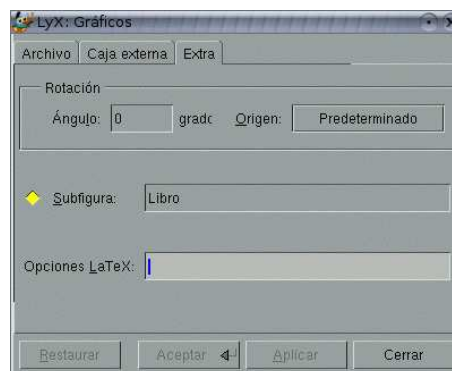 LyX: Gráficos
Archivo Caja externa Extra
Rotación
Ángulo: 0 gradc Origen: Predeterminado
Subfigura: Libro
Opciones LaTeX:
Restaurar Aceptar Aplicar Cerrar